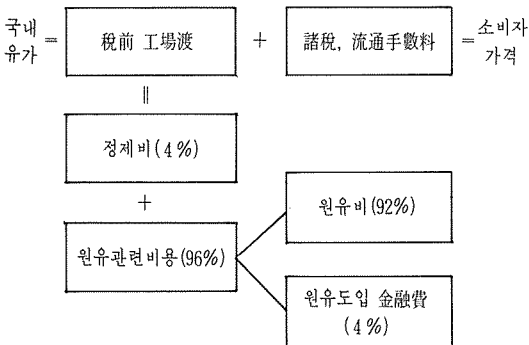 국내
유가 = 税前 工場渡 + 諸税, 流通手數料 = 소비자
가격
||
정제비(4%)
+
원유비(92%)
원유관련비용(96%)
원유도입 金融費
(4%)